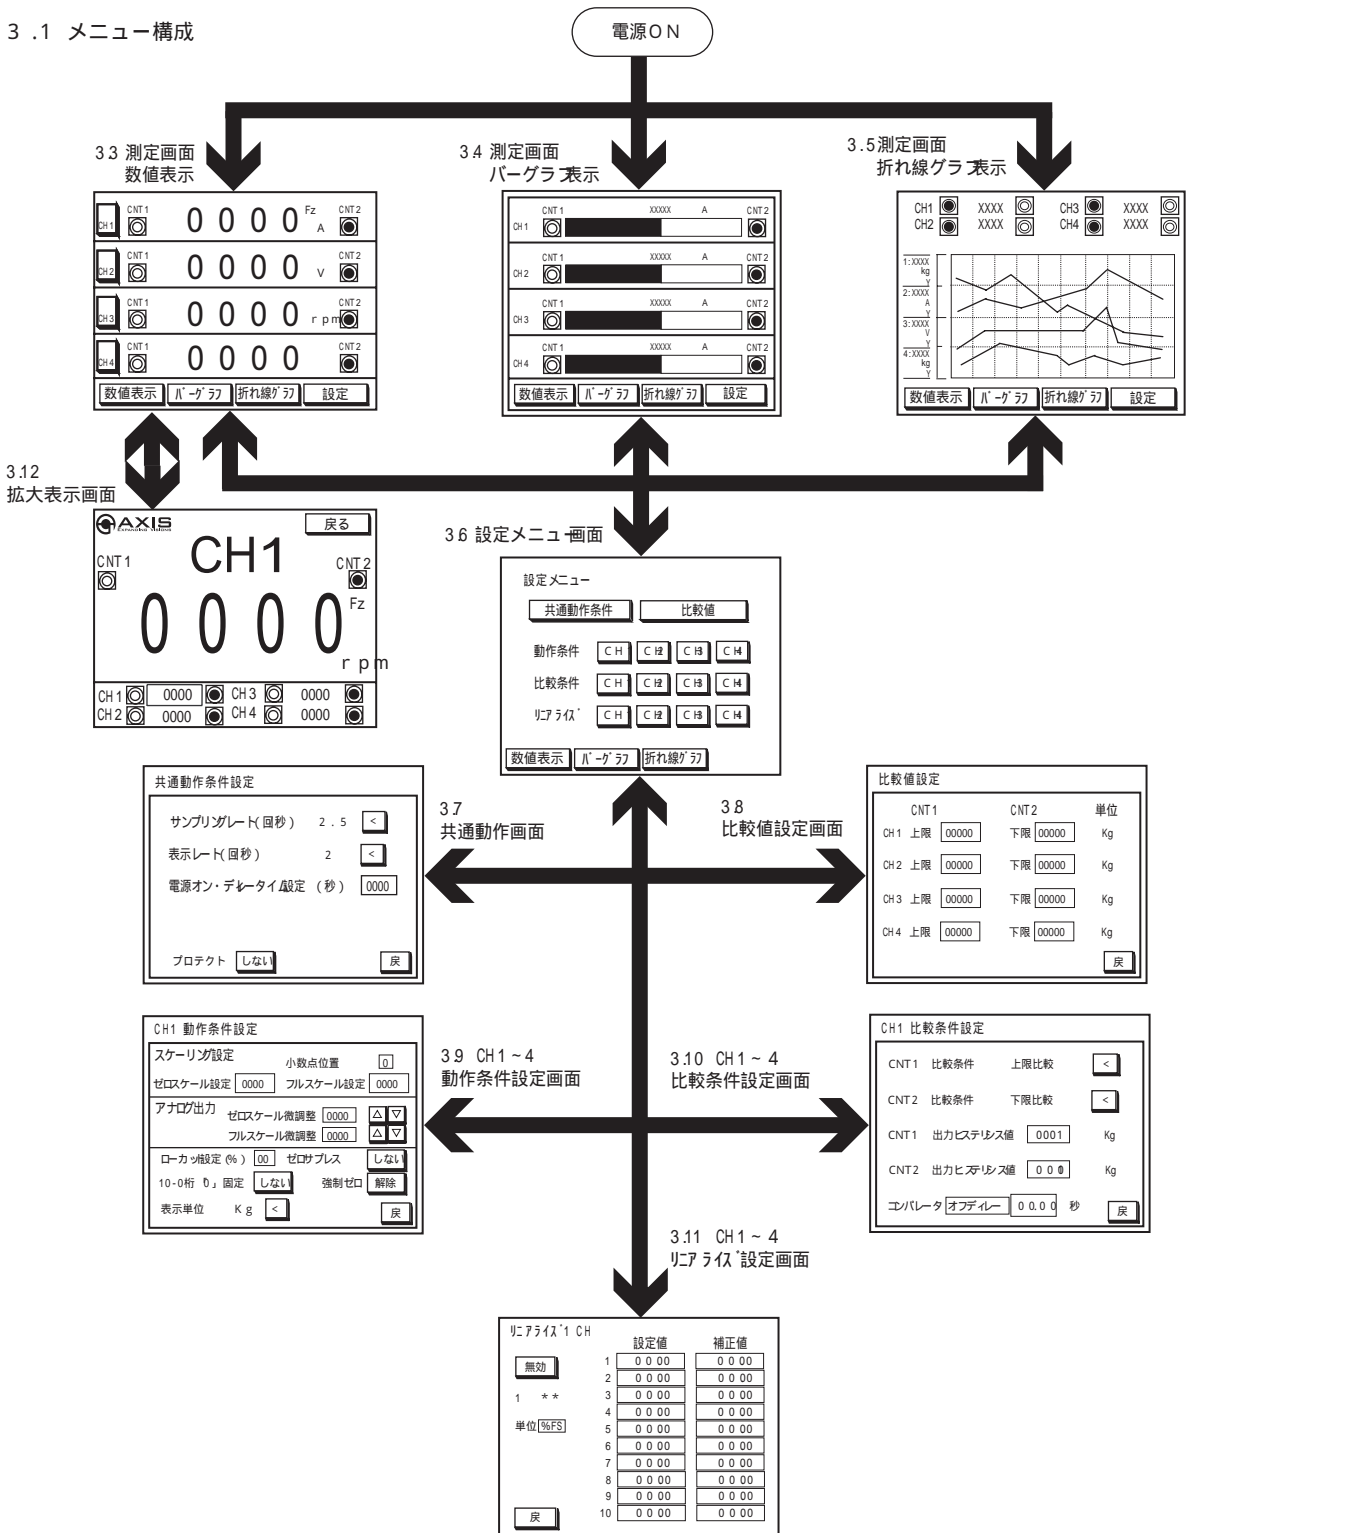 3.1 メニュー構成
電源ON
3.3 測定画面
数値表示
3.4 測定画面
バーグラフ表示
3.5測定画面
折れ線グラフ表示
CH1 CNT1 0000 Fz A CNT2
CH2 CNT1 0000 V CNT2
CH3 CNT1 0000 rpm CNT2
CH4 CNT1 0000 CNT2
数値表示 バーグラフ 折れ線グラフ 設定
CNT1 XXXXX A CNT2
CH1
CNT1 XXXXX A CNT2
CH2
CNT1 XXXXX A CNT2
CH3
CNT1 XXXXX A CNT2
CH4
数値表示 バーグラフ 折れ線グラフ 設定
CH1 XXXX CH3 XXXX
CH2 XXXX CH4 XXXX
1:XXXX
kg
Y
2:XXXX
A
Y
3:XXXX
V
Y
4:XXXX
kg
Y
数値表示 バーグラフ 折れ線グラフ 設定
3.12
拡大表示画面
AXIS
戻る
CH1
CNT1 CNT2
0000 Fz
rpm
CH1 0000 CH3 0000
CH2 0000 CH4 0000
3.6 設定メニュー画面
設定メニュー
共通動作条件 比較値
動作条件 CH1 CH2 CH3 CH4
比較条件 CH1 CH2 CH3 CH4
リニアライズ CH1 CH2 CH3 CH4
数値表示 バーグラフ 折れ線グラフ
3.7
共通動作画面
共通動作条件設定
サンプリングレート(回秒) 2.5 <
表示レート(回秒) 2 <
電源オン・ディレータイム設定 (秒) 0000
プロテクト しない 戻
3.8
比較値設定画面
比較値設定
CNT1 CNT2 単位
CH1 上限 00000 下限 00000 Kg
CH2 上限 00000 下限 00000 Kg
CH3 上限 00000 下限 00000 Kg
CH4 上限 00000 下限 00000 Kg
戻
3.9 CH1~4
動作条件設定画面
CH1 動作条件設定
スケーリング設定 小数点位置 0
ゼロスケール設定 0000 フルスケール設定 0000
アナログ出力 ゼロスケール微調整 0000 △ ▽
フルスケール微調整 0000 △ ▽
ローカット設定(%) 00 ゼロサプレス しない
10-0桁「0」固定 しない 強制ゼロ 解除
表示単位 Kg < 戻
3.10 CH1~4
比較条件設定画面
CH1 比較条件設定
CNT1 比較条件 上限比較 <
CNT2 比較条件 下限比較 <
CNT1 出力ヒステリシス値 0001 Kg
CNT2 出力ヒステリシス値 0000 Kg
コンパレータ オフディレー 00.00 秒 戻
3.11 CH1~4
リニアライズ設定画面
リニアライズ1 CH
設定値 補正値
無効
1 0000 0000
2 0000 0000
1 ** 3 0000 0000
4 0000 0000
単位 %FS 5 0000 0000
6 0000 0000
7 0000 0000
8 0000 0000
9 0000 0000
戻 10 0000 0000